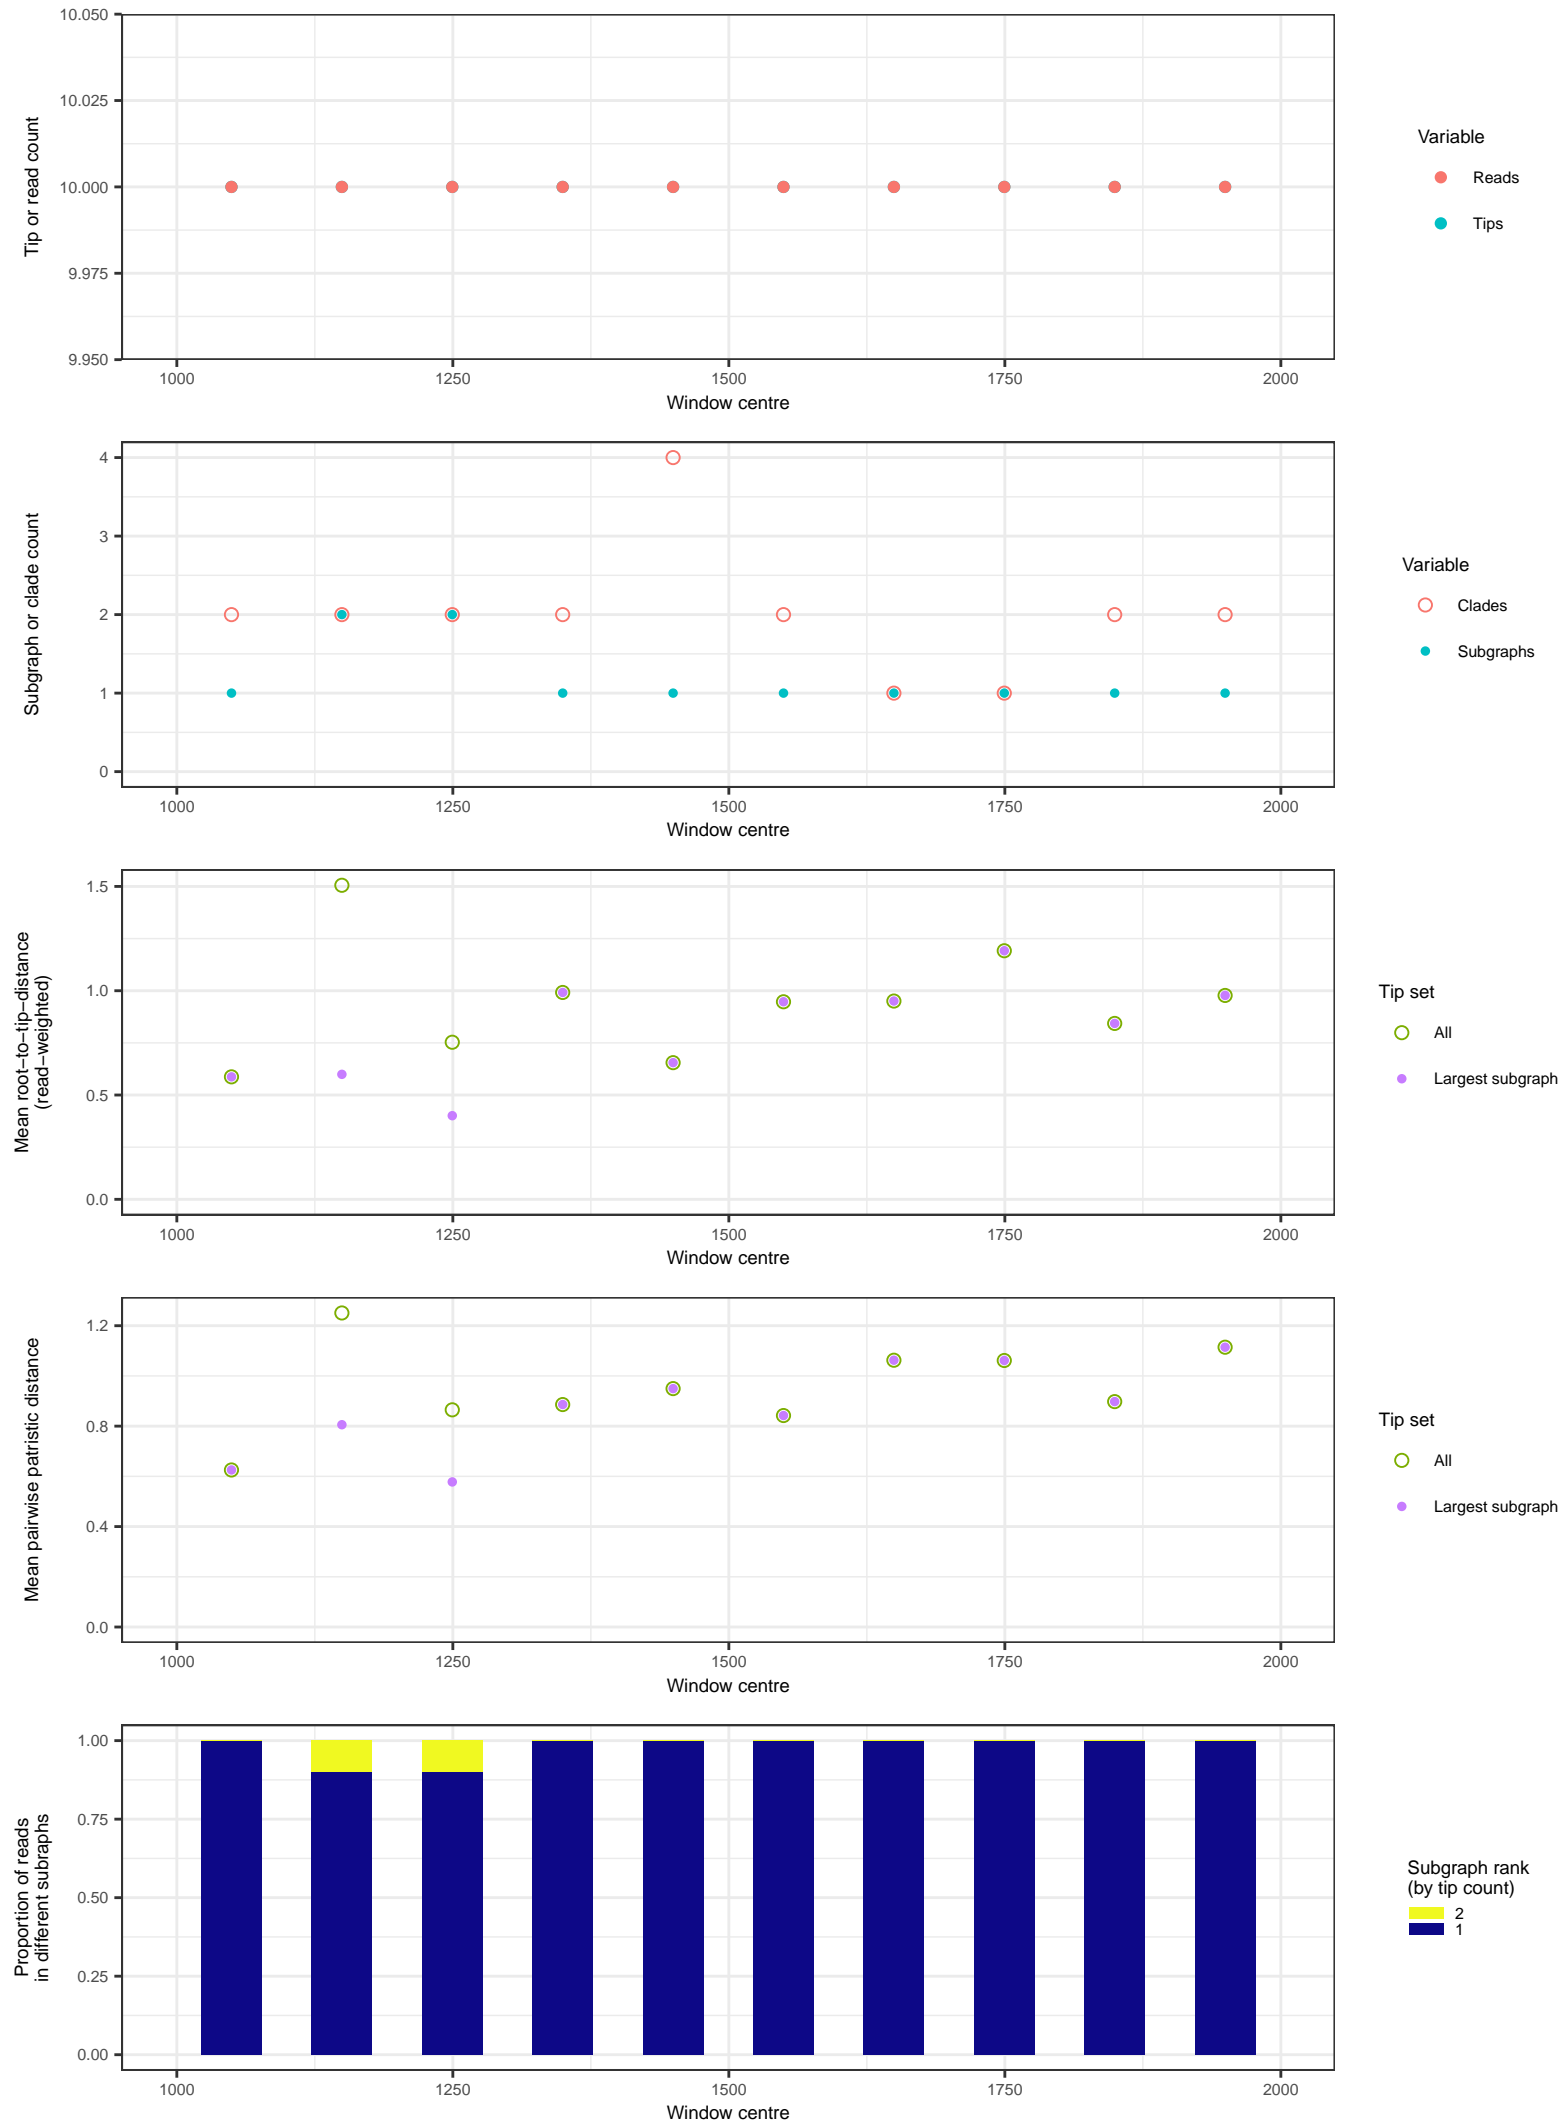 10.050
10.025
10.000
9.975
9.950
Tip or read count
1000 1250 1500 1750 2000
Window centre
Variable
Reads
Tips
4
3
2
1
0
Subgraph or clade count
1000 1250 1500 1750 2000
Window centre
Variable
Clades
Subgraphs
1.5
1.0
0.5
0.0
Mean root−to−tip−distance
(read−weighted)
1000 1250 1500 1750 2000
Window centre
Tip set
All
Largest subgraph
1.2
0.8
0.4
0.0
Mean pairwise patristic distance
1000 1250 1500 1750 2000
Window centre
Tip set
All
Largest subgraph
1.00
0.75
0.50
0.25
0.00
Proportion of reads
in different subraphs
1000 1250 1500 1750 2000
Window centre
Subgraph rank
(by tip count)
2
1